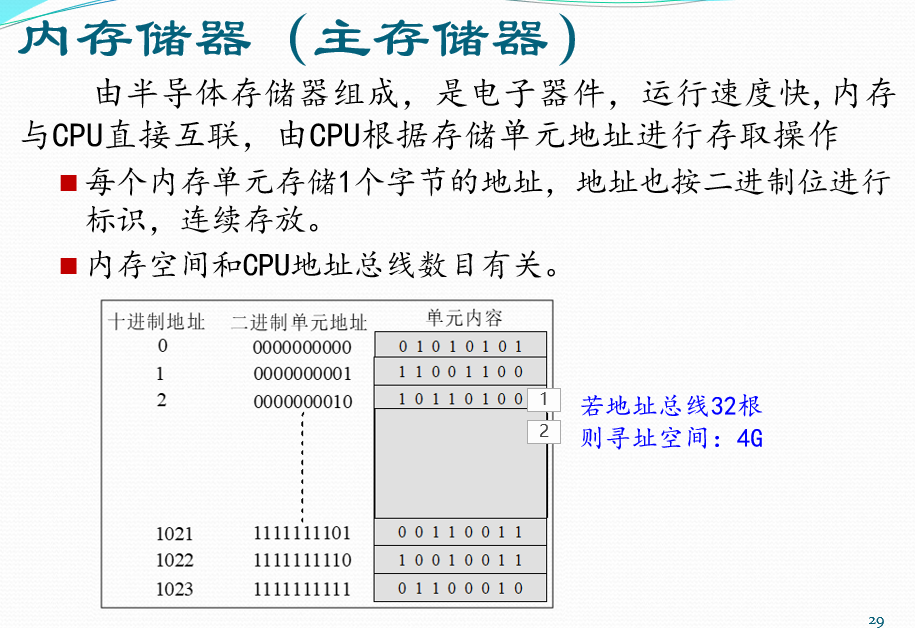 内存储器（主存储器）
由半导体存储器组成，是电子器件，运行速度快,内存
与CPU直接互联，由CPU根据存储单元地址进行存取操作
■ 每个内存单元存储1个字节的地址，地址也按二进制位进行
标识，连续存放。
■ 内存空间和CPU地址总线数目有关。
十进制地址 二进制单元地址 单元内容
0 0000000000 0 1 0 1 0 1 0 1
1 0000000001 1 1 0 0 1 1 0 0
2 0000000010 1 0 1 1 0 1 0 0
1
2
若地址总线32根
则寻址空间：4G
1021 1111111101 0 0 1 1 0 0 1 1
1022 1111111110 1 0 0 1 0 0 1 1
1023 1111111111 0 1 1 0 0 0 1 0
29